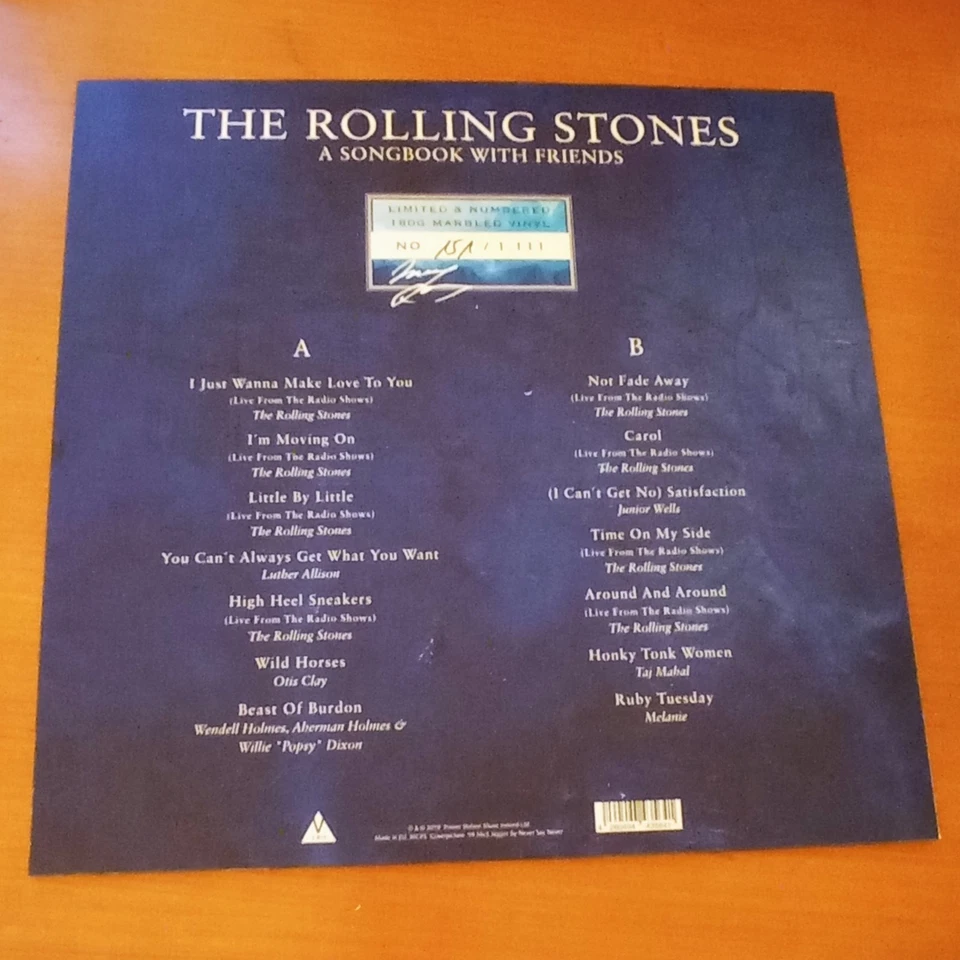 THE ROLLING STONES
A SONGBOOK WITH FRIENDS
LIMITED & NUMBERED
180G MARBLED VINYL
NO 151 / 1 111
A
I Just Wanna Make Love To You
(Live From The Radio Shows)
The Rolling Stones
I'm Moving On
(Live From The Radio Shows)
The Rolling Stones
Little By Little
(Live From The Radio Shows)
The Rolling Stones
You Can't Always Get What You Want
Luther Allison
High Heel Sneakers
(Live From The Radio Shows)
The Rolling Stones
Wild Horses
Otis Clay
Beast Of Burdon
Wendell Holmes, Aherman Holmes &
Willie "Popsy" Dixon
B
Not Fade Away
(Live From The Radio Shows)
The Rolling Stones
Carol
(Live From The Radio Shows)
The Rolling Stones
(I Can't Get No) Satisfaction
Junior Wells
Time On My Side
(Live From The Radio Shows)
The Rolling Stones
Around And Around
(Live From The Radio Shows)
The Rolling Stones
Honky Tonk Women
Taj Mahal
Ruby Tuesday
Melanie
Made in EU. by Never Say Never